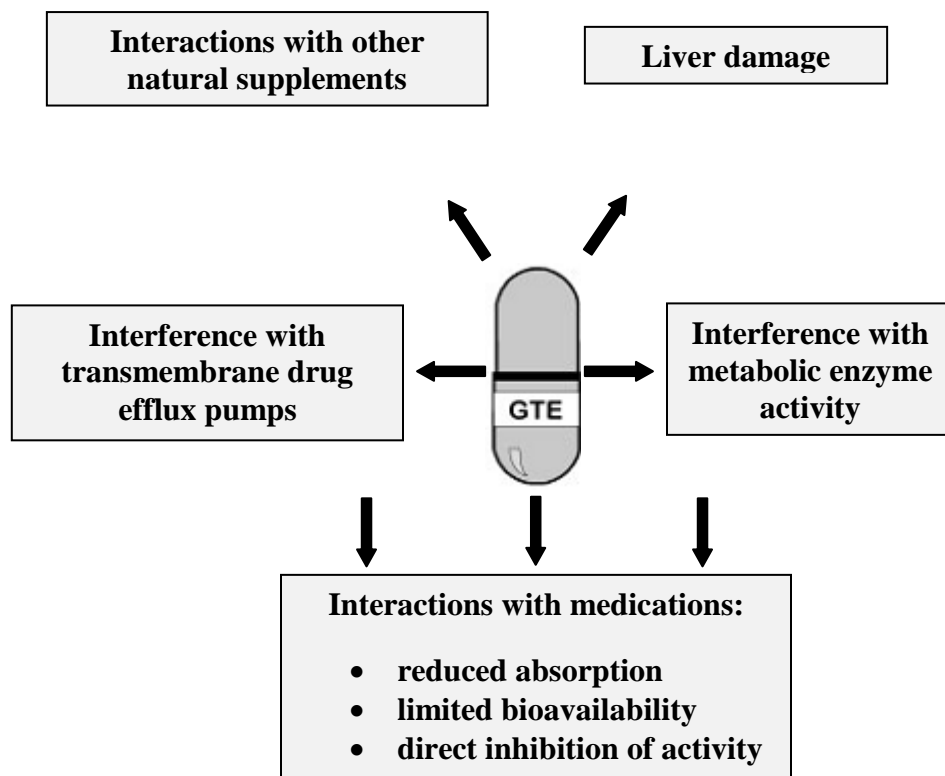 Interactions with other
natural supplements
Liver damage
Interference with
transmembrane drug
efflux pumps
GTE
Interference with
metabolic enzyme
activity
Interactions with medications:
• reduced absorption
• limited bioavailability
• direct inhibition of activity